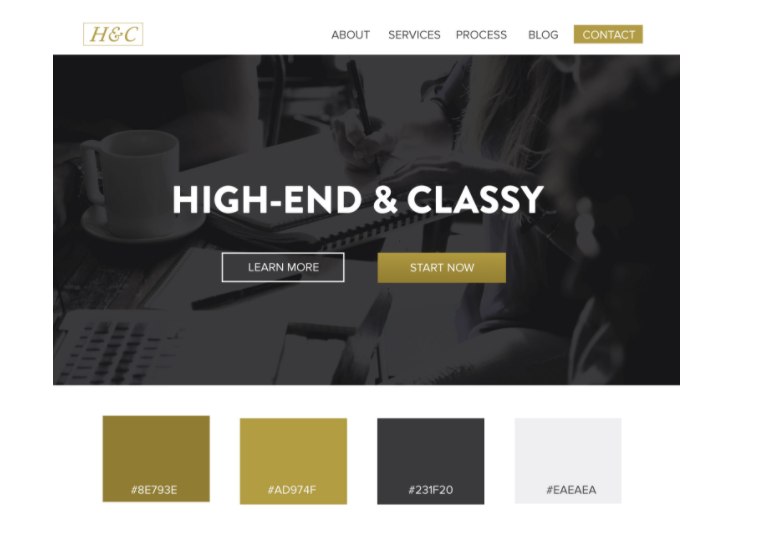 H&C
ABOUT SERVICES PROCESS BLOG CONTACT
HIGH-END & CLASSY
LEARN MORE START NOW
#8E793E #AD974F #231F20 #EAEAEA